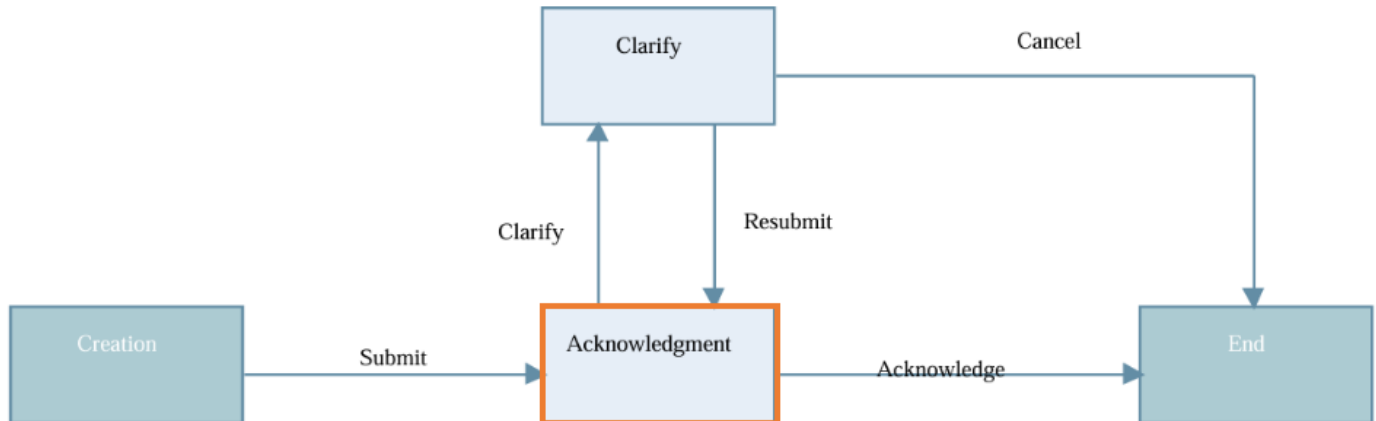 Clarify
Cancel
Clarify
Resubmit
Creation
Submit
Acknowledgment
Acknowledge
End